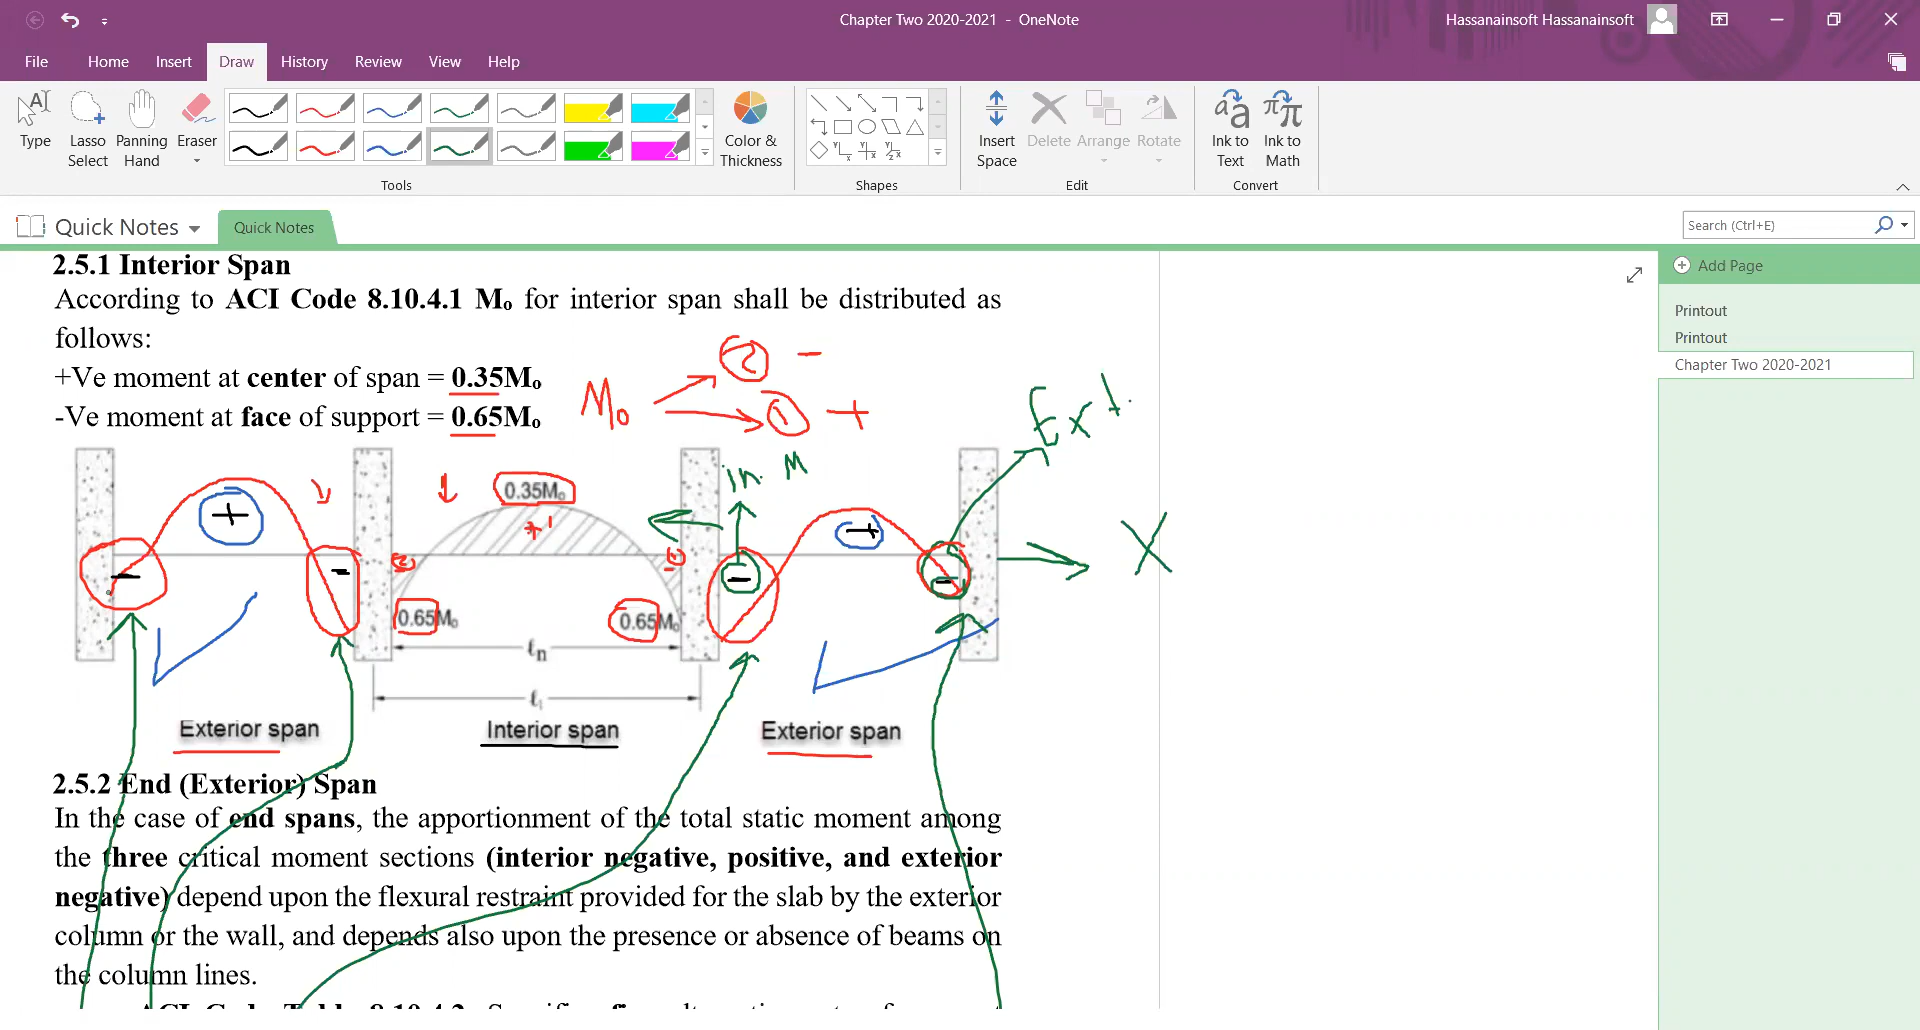 Chapter Two 2020-2021 - OneNote
Hassanainsoft Hassanainsoft
File Home Insert Draw History Review View Help
Type
Lasso Select
Panning Hand
Eraser
Color & Thickness
Insert Space
Delete
Arrange
Rotate
Ink to Text
Ink to Math
Tools
Shapes
Edit
Convert
Quick Notes
Quick Notes
Search (Ctrl+E)
Add Page
Printout
Printout
Chapter Two 2020-2021
2.5.1 Interior Span
According to ACI Code 8.10.4.1 Mₒ for interior span shall be distributed as
follows:
+Ve moment at center of span = 0.35Mₒ
-Ve moment at face of support = 0.65Mₒ
Mo
2 -
1 +
Ext.
in. M
0.35Mₒ
+
+
-
-
-
-
X
0.65Mₒ
0.65Mₒ
ℓn
ℓ₁
Exterior span
Interior span
Exterior span
2.5.2 End (Exterior) Span
In the case of end spans, the apportionment of the total static moment among
the three critical moment sections (interior negative, positive, and exterior
negative) depend upon the flexural restraint provided for the slab by the exterior
column or the wall, and depends also upon the presence or absence of beams on
the column lines.